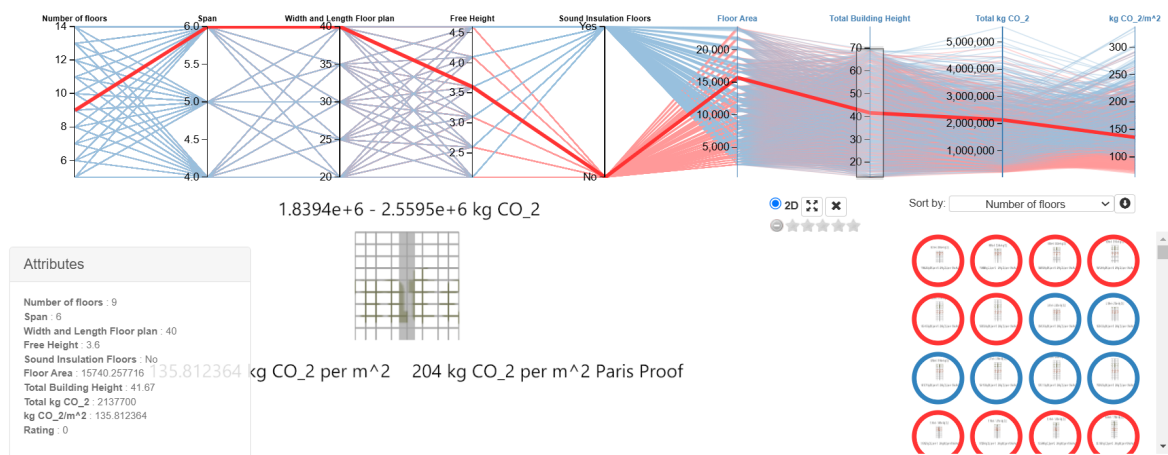 Number of floors Span Width and Length Floor plan Free Height Sound Insulation Floors Floor Area Total Building Height Total kg CO_2 kg CO_2/m^2
14 6.0 40 4.5 Yes 20,000 70 5,000,000 300
12 5.5 35 4.0 15,000 60 4,000,000 250
10 5.0 30 3.5 10,000 50 3,000,000 200
8 4.5 25 3.0 5,000 40 2,000,000 150
6 4.0 20 2.5 No 30 1,000,000 100
20
1.8394e+6 - 2.5595e+6 kg CO_2
2D
Sort by: Number of floors
Attributes
Number of floors : 9
Span : 6
Width and Length Floor plan : 40
Free Height : 3.6
Sound Insulation Floors : No
Floor Area : 15740.257716
135.812364 kg CO_2 per m^2 204 kg CO_2 per m^2 Paris Proof
Total Building Height : 41.67
Total kg CO_2 : 2137700
kg CO_2/m^2 : 135.812364
Rating : 0